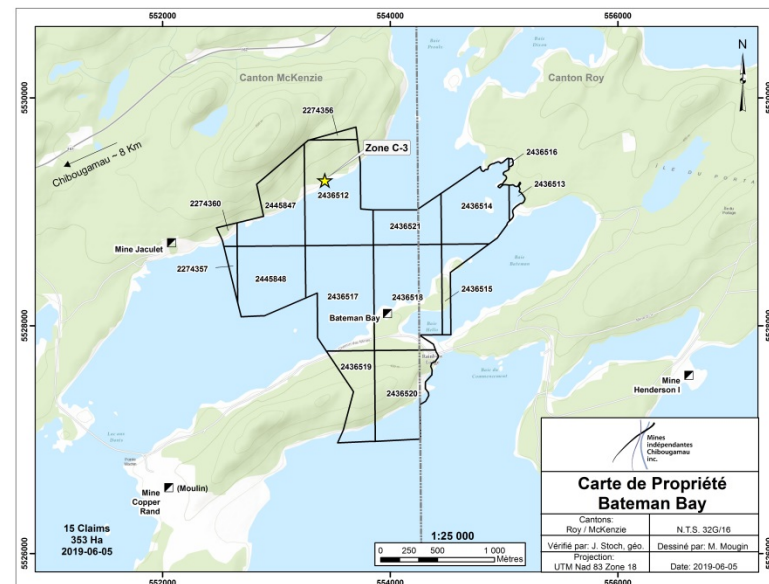 552000
554000
556000
5530000
5530000
N
Canton McKenzie
Canton Roy
2274356
Zone C-3
Chibougamau ~ 8 Km
2436516
2436513
2436512
2445847
2436514
2274360
2436521
Mine Jaculet
2274357
2445848
2436515
2436517
2436518
Bateman Bay
5528000
5528000
2436519
2436520
Mine
Henderson I
(Moulin)
Mine
Copper
Rand
15 Claims
353 Ha
2019-06-05
1:25 000
0 250 500 1 000
Mètres
Mines
indépendantes
Chibougamau
inc.
Carte de Propriété
Bateman Bay
Cantons:
Roy / McKenzie
N.T.S. 32G/16
Vérifié par: J. Stoch, géo.
Dessiné par: M. Mougin
Projection:
UTM Nad 83 Zone 18
Date: 2019-06-05
5526000
552000
554000
556000